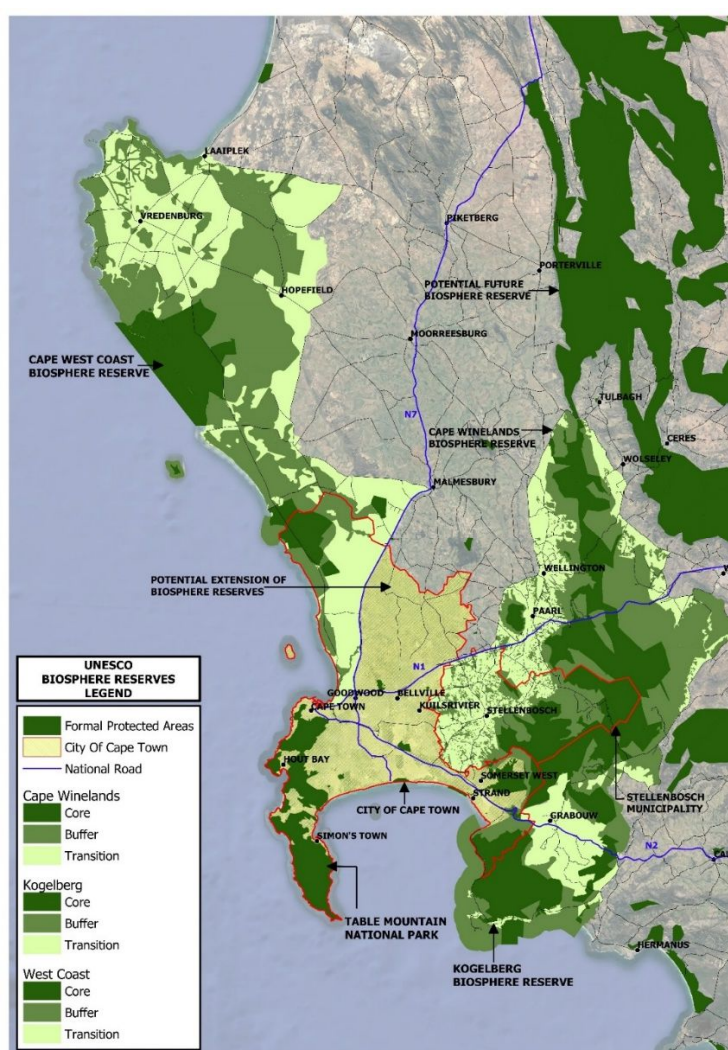 LAAIPLEK
VREDENBURG
PIKETBERG
HOPEFIELD
PORTERVILLE
POTENTIAL FUTURE
BIOSPHERE RESERVE
MOORREESBURG
CAPE WEST COAST
BIOSPHERE RESERVE
TULBAGH
N7
CAPE WINELANDS
BIOSPHERE RESERVE
CERES
WOLSELEY
MALMESBURY
POTENTIAL EXTENSION OF
BIOSPHERE RESERVES
WELLINGTON
PAARL
N1
GOODWOOD
BELLVILLE
CAPE TOWN
KUILSRIVIER
STELLENBOSCH
HOUT BAY
SOMERSET WEST
STRAND
CITY OF CAPE TOWN
STELLENBOSCH
MUNICIPALITY
GRABOUW
SIMON'S TOWN
N2
TABLE MOUNTAIN
NATIONAL PARK
KOGELBERG
BIOSPHERE RESERVE
HERMANUS
UNESCO
BIOSPHERE RESERVES
LEGEND
Formal Protected Areas
City Of Cape Town
National Road
Cape Winelands
Core
Buffer
Transition
Kogelberg
Core
Buffer
Transition
West Coast
Core
Buffer
Transition